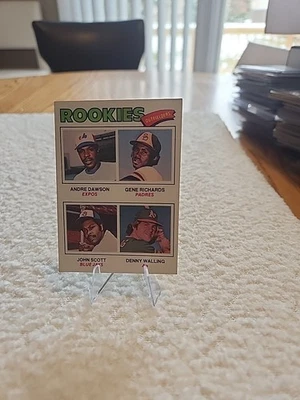 ROOKIES
OUTFIELDERS
ANDRE DAWSON GENE RICHARDS
EXPOS PADRES
JOHN SCOTT DENNY WALLING
BLUE JAYS